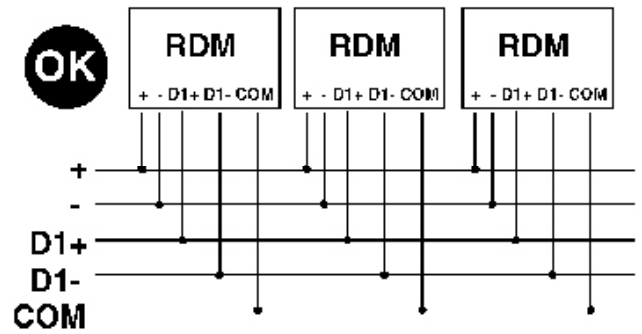 OK
RDM RDM RDM
+ - D1+ D1- COM + - D1+ D1- COM + - D1+ D1- COM
+
-
D1+
D1-
COM